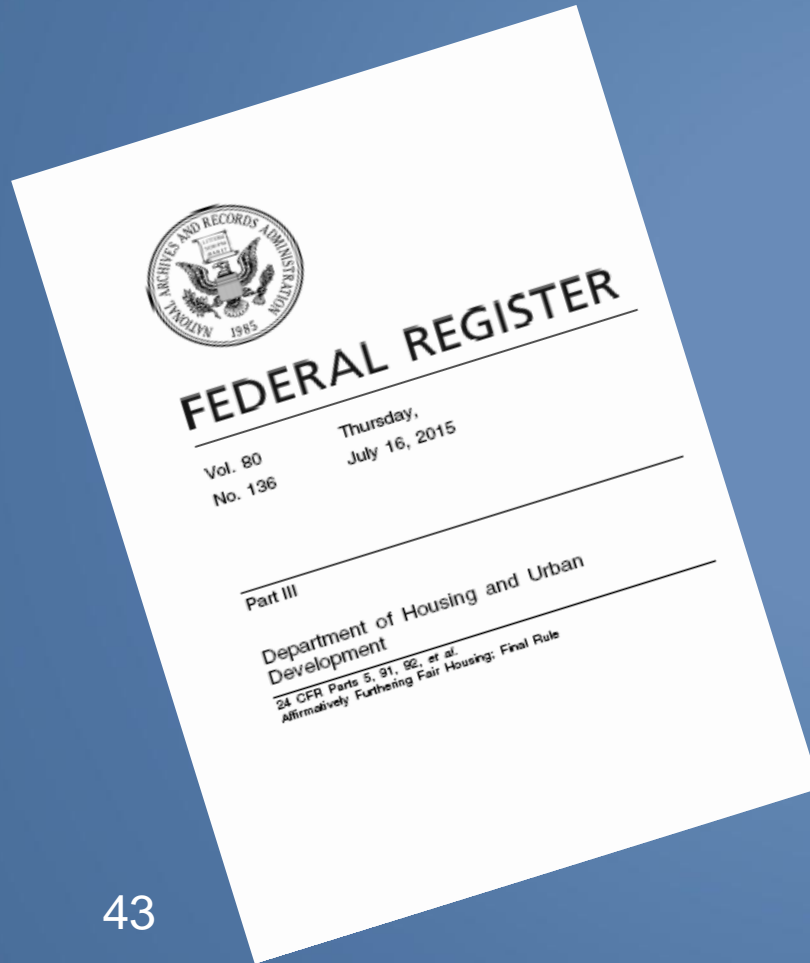 NATIONAL ARCHIVES AND RECORDS ADMINISTRATION
1985
FEDERAL REGISTER
Vol. 80
No. 136
Thursday,
July 16, 2015
Part III
Department of Housing and Urban
Development
24 CFR Parts 5, 91, 92, et al.
Affirmatively Furthering Fair Housing; Final Rule
43